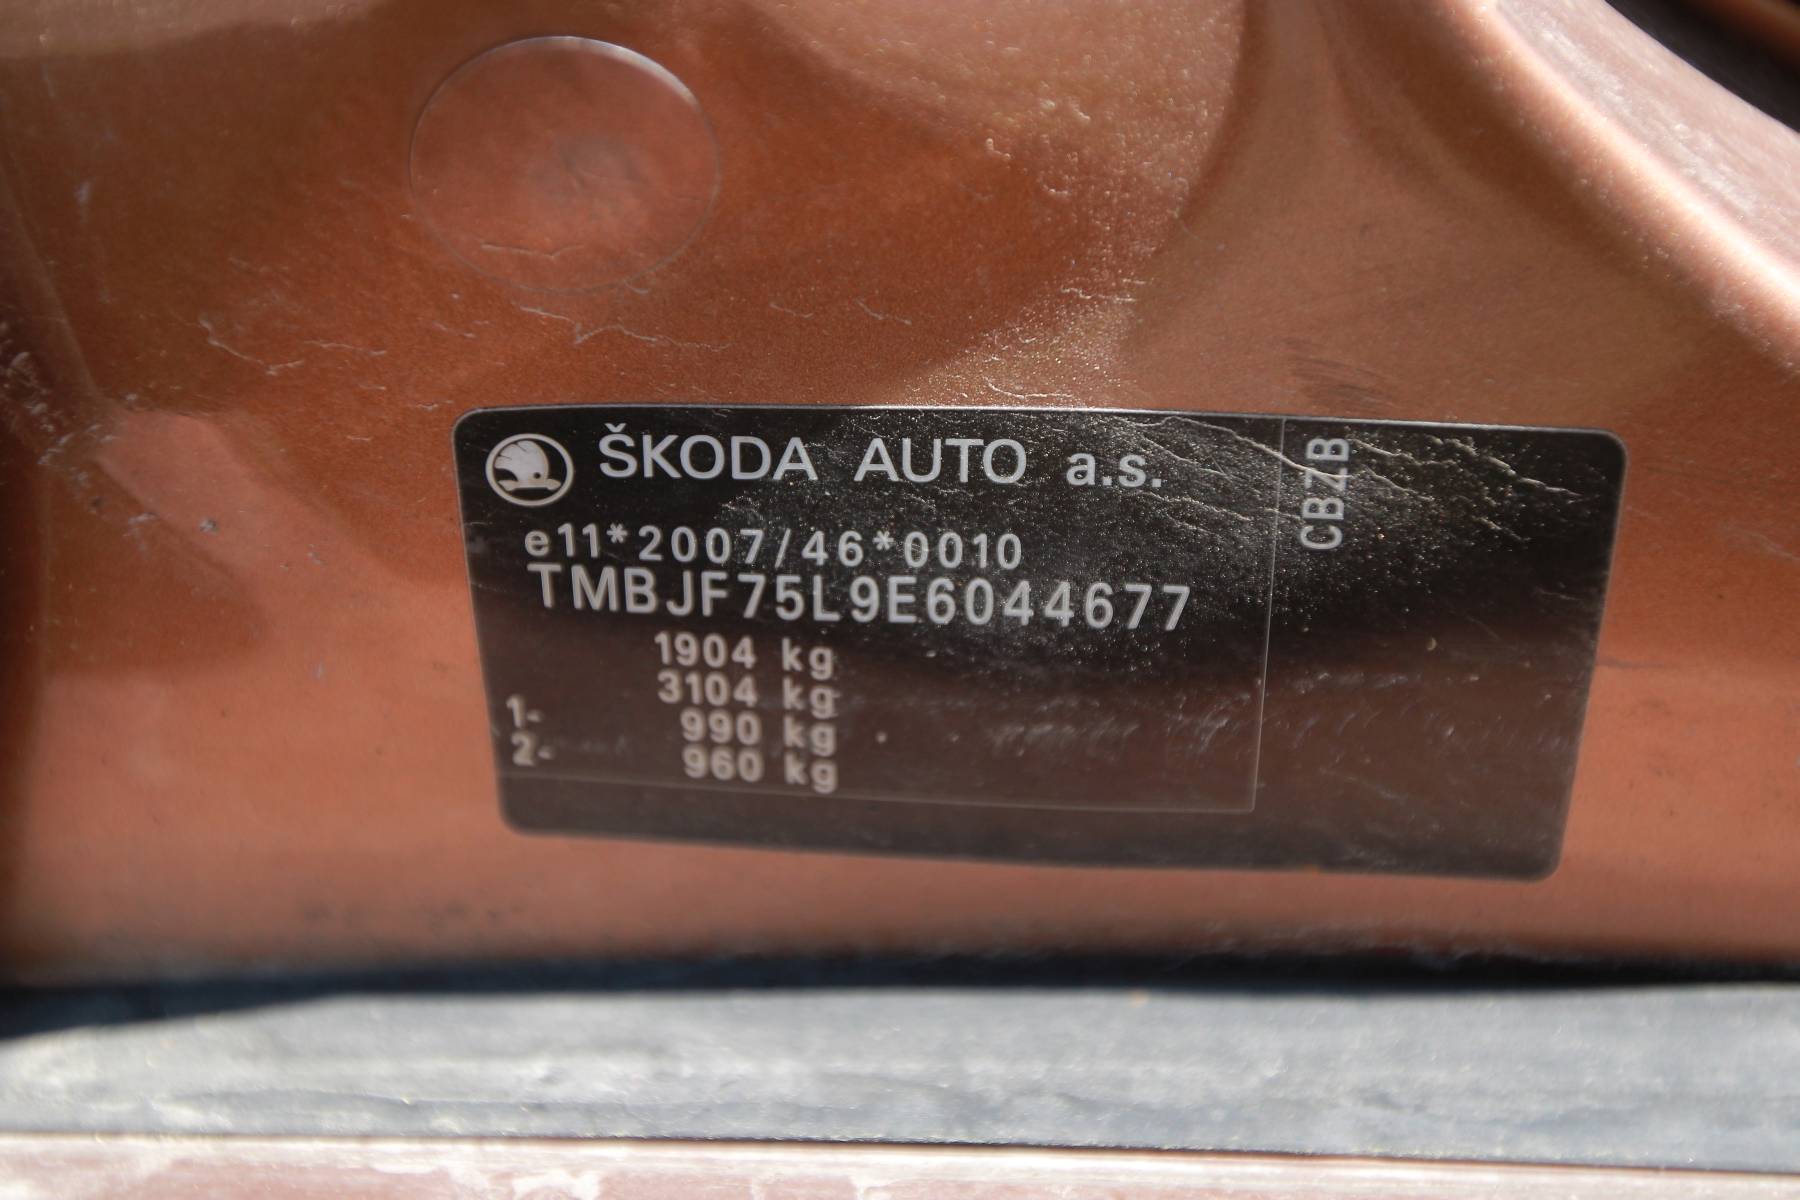 ŠKODA AUTO a.s.
e11*2007/46*0010
TMBJF75L9E6044677
1904 kg
3104 kg
1- 990 kg
2- 960 kg
CBZB